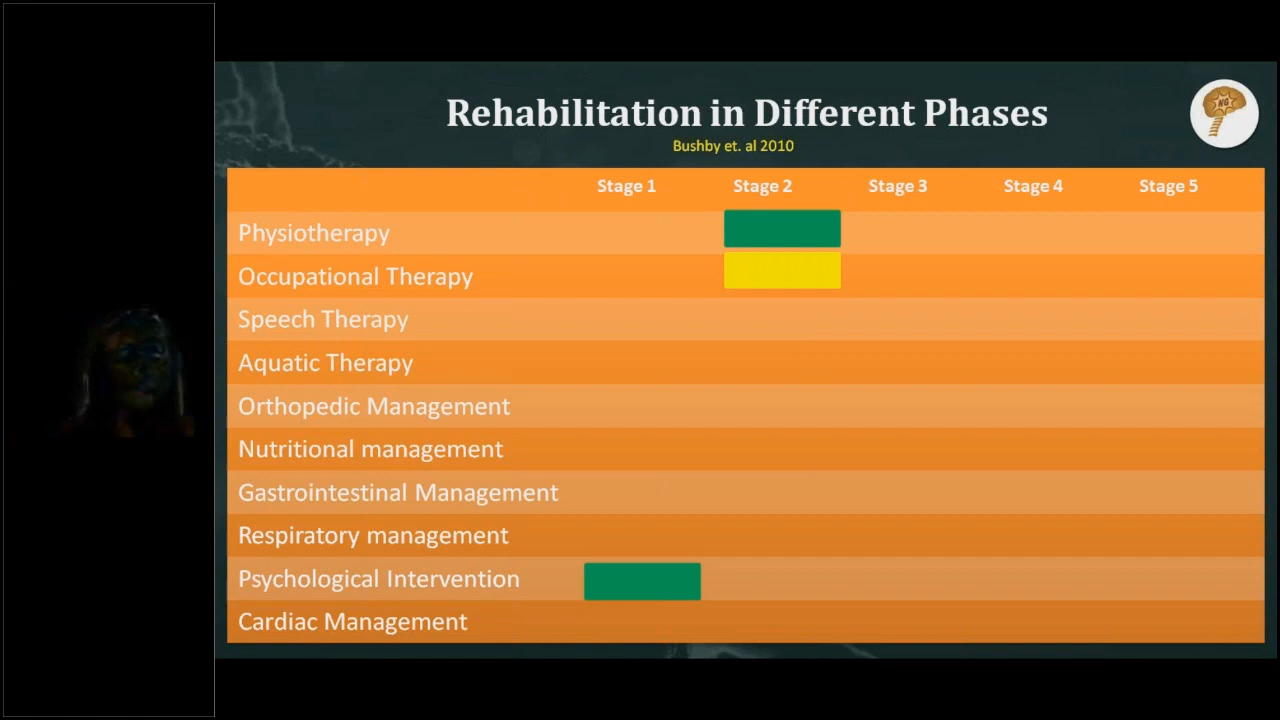 Rehabilitation in Different Phases
NG
Bushby et. al 2010
Stage 1 Stage 2 Stage 3 Stage 4 Stage 5
Physiotherapy
Occupational Therapy
Speech Therapy
Aquatic Therapy
Orthopedic Management
Nutritional management
Gastrointestinal Management
Respiratory management
Psychological Intervention
Cardiac Management